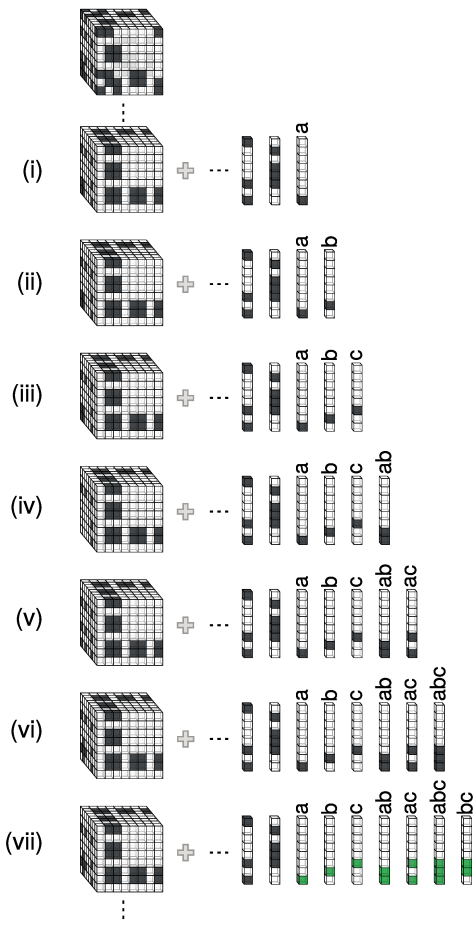 (i) a
(ii) a b
(iii) a b c
(iv) a b c ab
(v) a b c ab ac
(vi) a b c ab ac abc
(vii) a b c ab ac abc bc